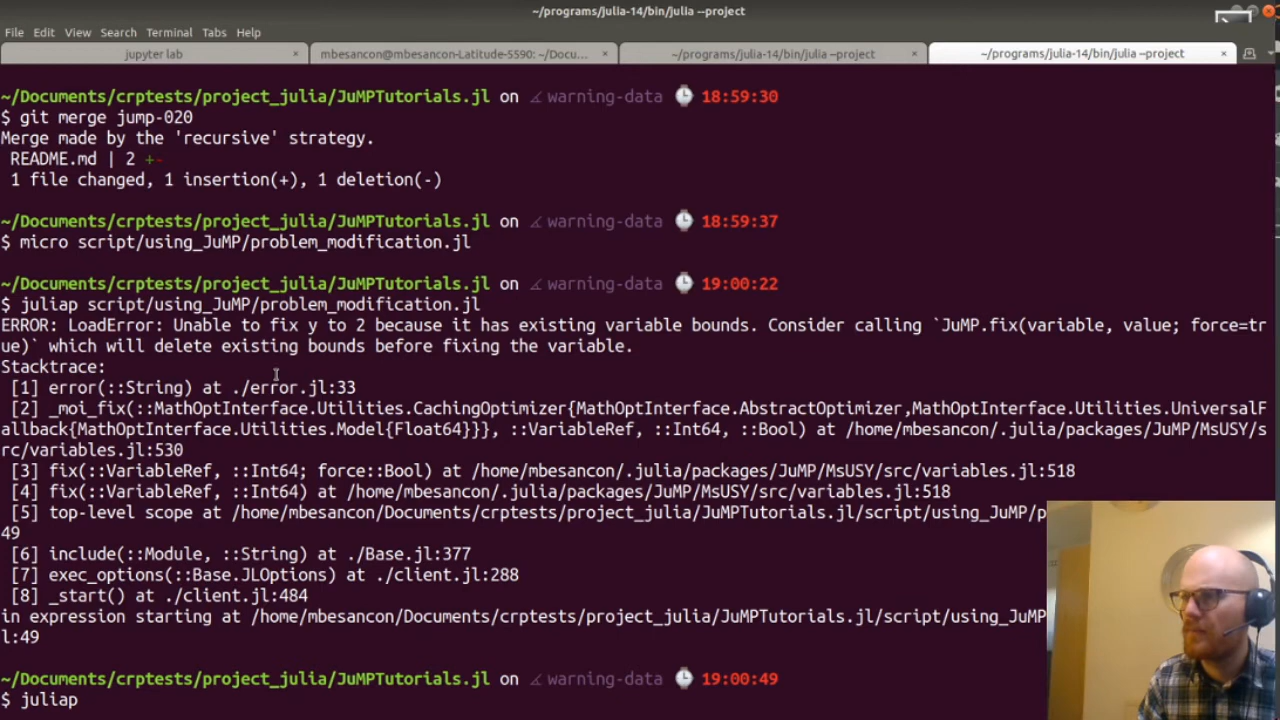 ~/programs/julia-14/bin/julia --project
File Edit View Search Terminal Tabs Help
jupyter lab × mbesancon@mbesancon-Latitude-5590: ~/Docu... × ~/programs/julia-14/bin/julia --project × ~/programs/julia-14/bin/julia --project ×
~/Documents/crptests/project_julia/JuMPTutorials.jl on warning-data 18:59:30
$ git merge jump-020
Merge made by the 'recursive' strategy.
README.md | 2 +-
1 file changed, 1 insertion(+), 1 deletion(-)
~/Documents/crptests/project_julia/JuMPTutorials.jl on warning-data 18:59:37
$ micro script/using_JuMP/problem_modification.jl
~/Documents/crptests/project_julia/JuMPTutorials.jl on warning-data 19:00:22
$ juliap script/using_JuMP/problem_modification.jl
ERROR: LoadError: Unable to fix y to 2 because it has existing variable bounds. Consider calling `JuMP.fix(variable, value; force=tr
ue)` which will delete existing bounds before fixing the variable.
Stacktrace:
[1] error(::String) at ./error.jl:33
[2] _moi_fix(::MathOptInterface.Utilities.CachingOptimizer{MathOptInterface.AbstractOptimizer,MathOptInterface.Utilities.UniversalF
allback{MathOptInterface.Utilities.Model{Float64}}}, ::VariableRef, ::Int64, ::Bool) at /home/mbesancon/.julia/packages/JuMP/MsUSY/s
rc/variables.jl:530
[3] fix(::VariableRef, ::Int64; force::Bool) at /home/mbesancon/.julia/packages/JuMP/MsUSY/src/variables.jl:518
[4] fix(::VariableRef, ::Int64) at /home/mbesancon/.julia/packages/JuMP/MsUSY/src/variables.jl:518
[5] top-level scope at /home/mbesancon/Documents/crptests/project_julia/JuMPTutorials.jl/script/using_JuMP/p
49
[6] include(::Module, ::String) at ./Base.jl:377
[7] exec_options(::Base.JLOptions) at ./client.jl:288
[8] _start() at ./client.jl:484
in expression starting at /home/mbesancon/Documents/crptests/project_julia/JuMPTutorials.jl/script/using_JuMP
l:49
~/Documents/crptests/project_julia/JuMPTutorials.jl on warning-data 19:00:49
$ juliap